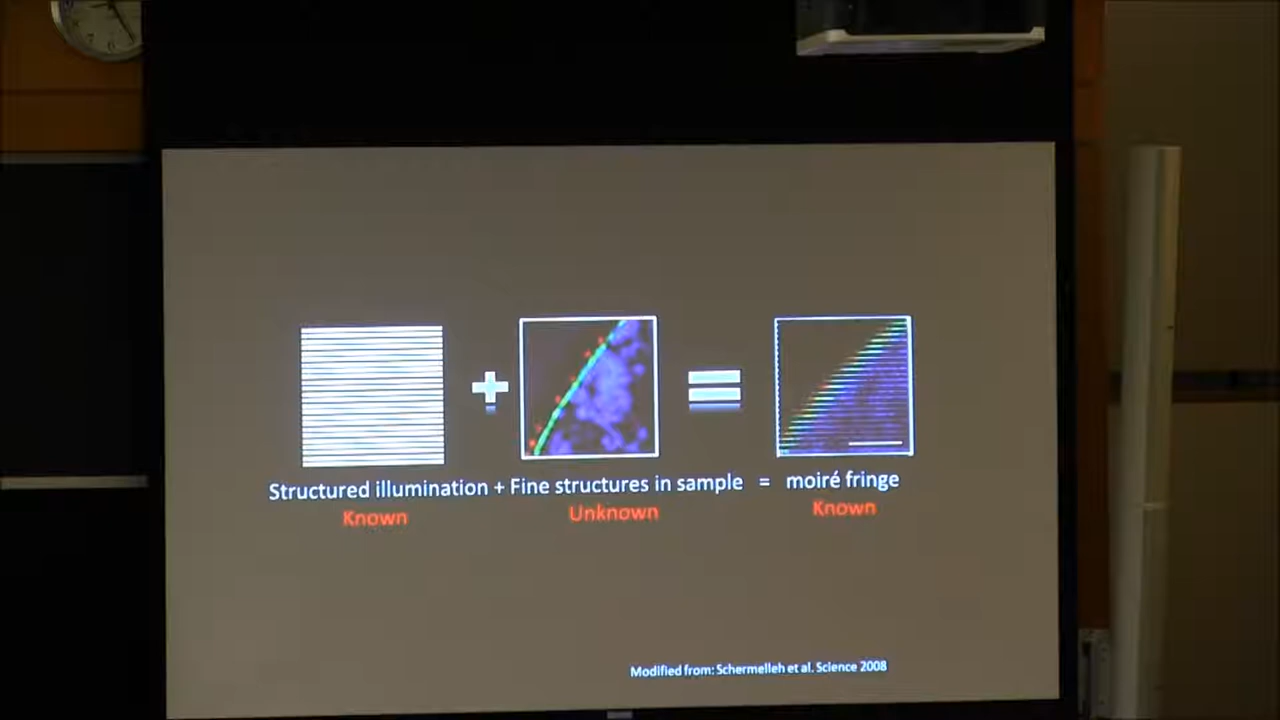 Structured illumination + Fine structures in sample = moiré fringe
Known Unknown Known
Modified from: Schermelleh et al. Science 2008